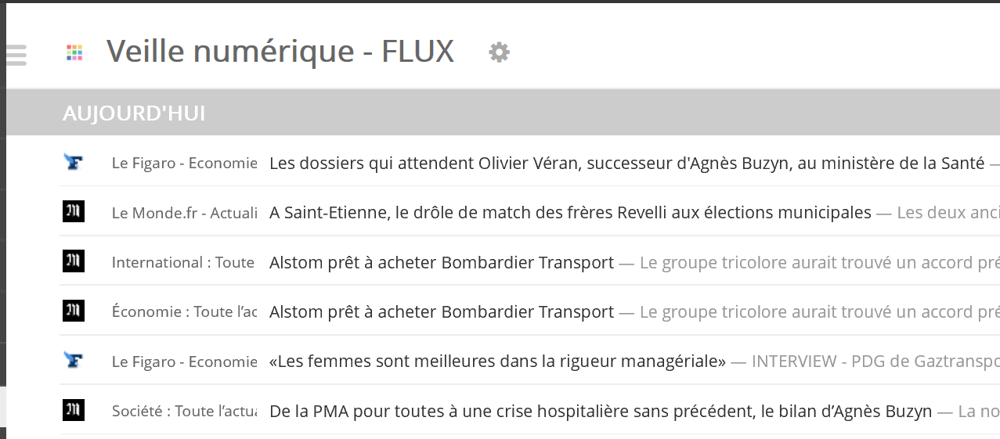 Veille numérique - FLUX
AUJOURD'HUI
Le Figaro - Economie Les dossiers qui attendent Olivier Véran, successeur d'Agnès Buzyn, au ministère de la Santé —
Le Monde.fr - Actuali A Saint-Etienne, le drôle de match des frères Revelli aux élections municipales — Les deux anci
International : Toute Alstom prêt à acheter Bombardier Transport — Le groupe tricolore aurait trouvé un accord pré
Économie : Toute l’ac Alstom prêt à acheter Bombardier Transport — Le groupe tricolore aurait trouvé un accord pré
Le Figaro - Economie «Les femmes sont meilleures dans la rigueur managériale» — INTERVIEW - PDG de Gaztranspo
Société : Toute l’actua De la PMA pour toutes à une crise hospitalière sans précédent, le bilan d’Agnès Buzyn — La no